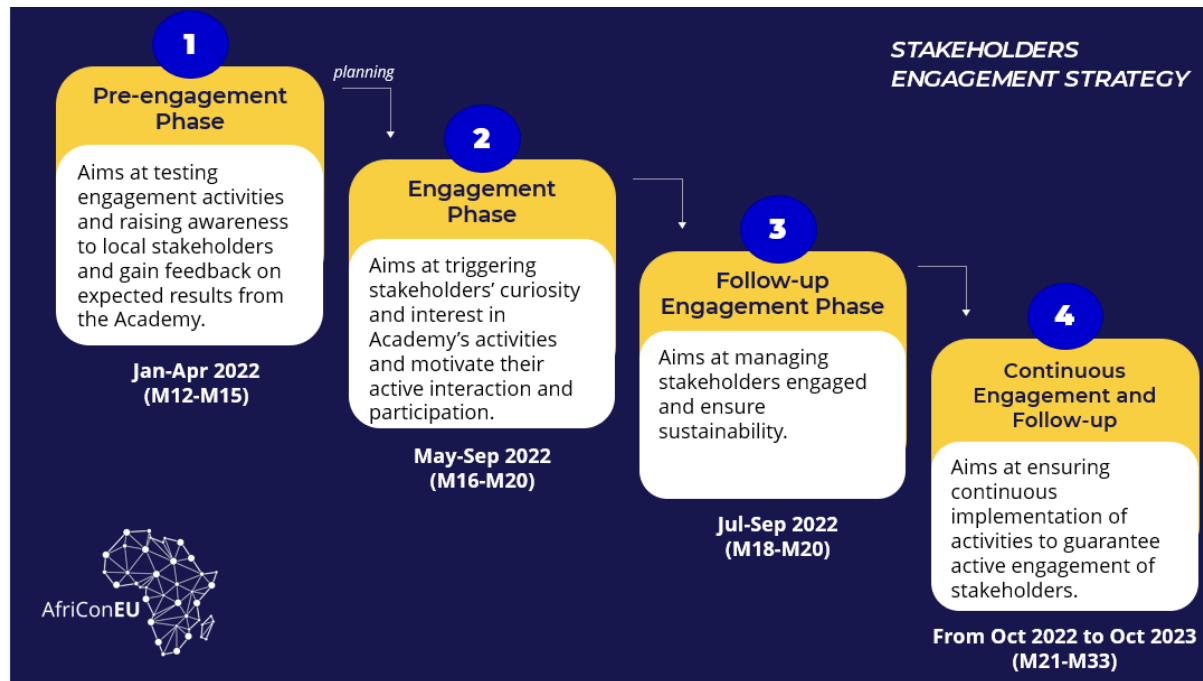 STAKEHOLDERS
ENGAGEMENT STRATEGY
1
Pre-engagement
Phase
Aims at testing
engagement activities
and raising awareness
to local stakeholders
and gain feedback on
expected results from
the Academy.
Jan-Apr 2022
(M12-M15)
planning
2
Engagement
Phase
Aims at triggering
stakeholders’ curiosity
and interest in
Academy’s activities
and motivate their
active interaction and
participation.
May-Sep 2022
(M16-M20)
3
Follow-up
Engagement Phase
Aims at managing
stakeholders engaged
and ensure
sustainability.
Jul-Sep 2022
(M18-M20)
4
Continuous
Engagement and
Follow-up
Aims at ensuring
continuous
implementation of
activities to guarantee
active engagement of
stakeholders.
From Oct 2022 to Oct 2023
(M21-M33)
AfriConEU